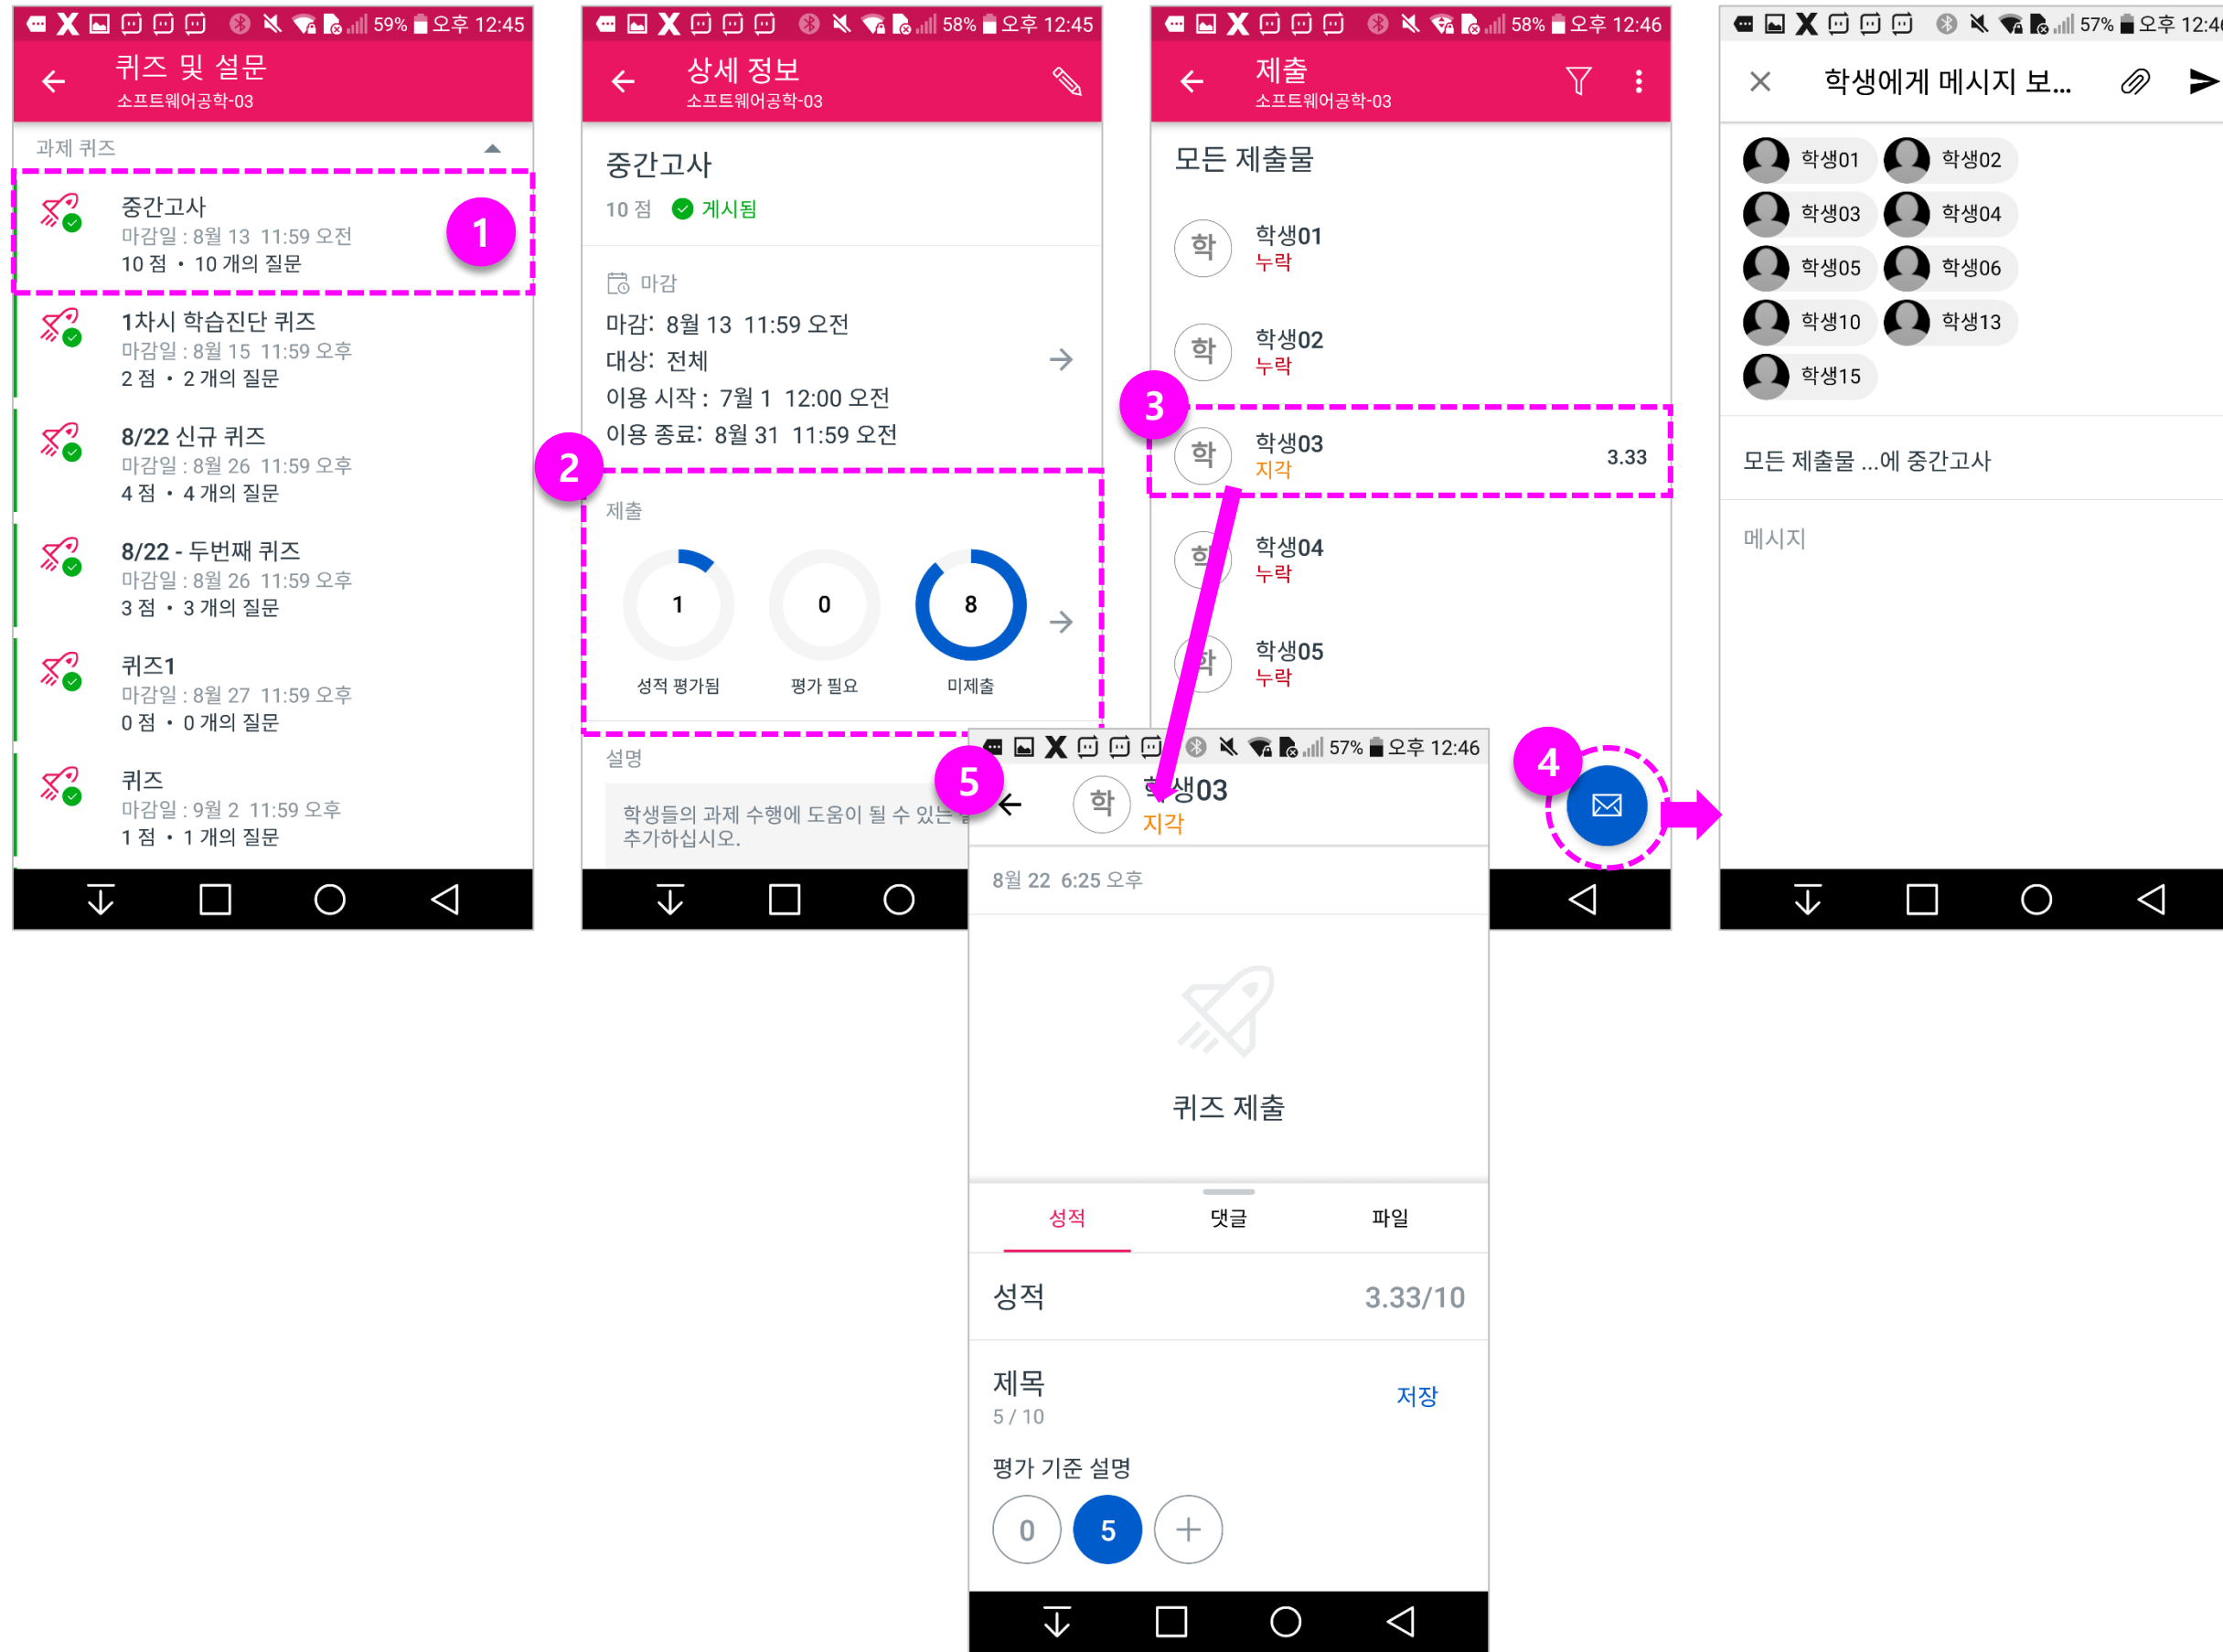 59% 오후 12:45
퀴즈 및 설문
소프트웨어공학-03
과제 퀴즈
중간고사
마감일 : 8월 13 11:59 오전
10 점 • 10 개의 질문
1
1차시 학습진단 퀴즈
마감일 : 8월 15 11:59 오후
2 점 • 2 개의 질문
8/22 신규 퀴즈
마감일 : 8월 26 11:59 오후
4 점 • 4 개의 질문
8/22 - 두번째 퀴즈
마감일 : 8월 26 11:59 오후
3 점 • 3 개의 질문
퀴즈1
마감일 : 8월 27 11:59 오후
0 점 • 0 개의 질문
퀴즈
마감일 : 9월 2 11:59 오후
1 점 • 1 개의 질문
58% 오후 12:45
상세 정보
소프트웨어공학-03
중간고사
10 점 게시됨
마감
마감: 8월 13 11:59 오전
대상: 전체
이용 시작 : 7월 1 12:00 오전
이용 종료: 8월 31 11:59 오전
2
제출
1 0 8
성적 평가됨 평가 필요 미제출
설명
학생들의 과제 수행에 도움이 될 수 있는
추가하십시오.
58% 오후 12:46
제출
소프트웨어공학-03
모든 제출물
학 학생01
누락
학 학생02
누락
3
학 학생03 3.33
지각
학 학생04
누락
학 학생05
누락
4
57% 오후 12:46
학생에게 메시지 보...
학생01 학생02
학생03 학생04
학생05 학생06
학생10 학생13
학생15
모든 제출물 ...에 중간고사
메시지
5
57% 오후 12:46
학 학생03
지각
8월 22 6:25 오후
퀴즈 제출
성적 댓글 파일
성적 3.33/10
제목 저장
5 / 10
평가 기준 설명
0 5 +